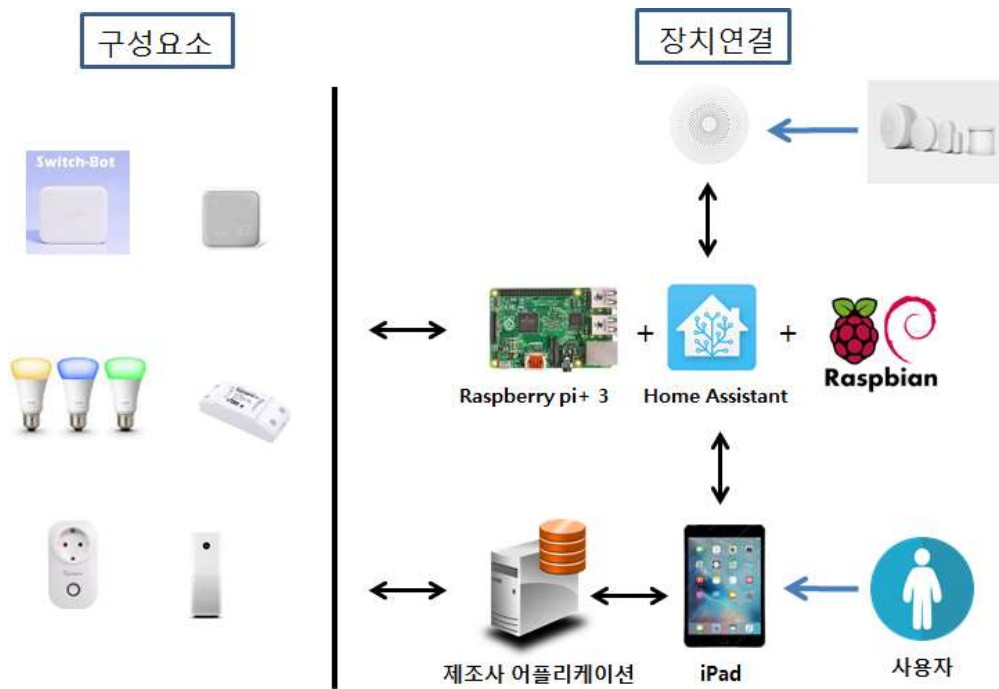 구성요소
장치연결
Switch-Bot
Raspberry pi+ 3
+
Home Assistant
+
Raspbian
제조사 어플리케이션
iPad
사용자